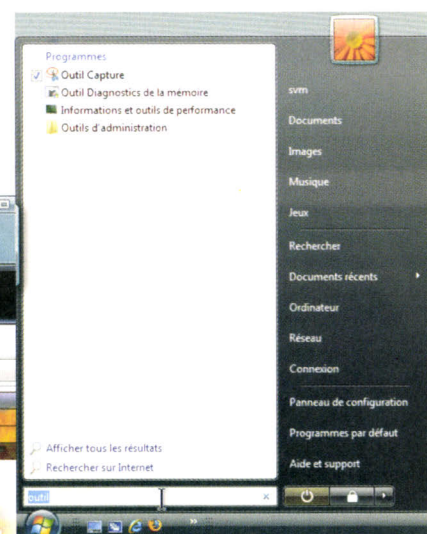 Programmes
Outil Capture
Outil Diagnostics de la mémoire
Informations et outils de performance
Outils d'administration
Afficher tous les résultats
Rechercher sur Internet
outil
svm
Documents
Images
Musique
Jeux
Rechercher
Documents récents
Ordinateur
Réseau
Connexion
Panneau de configuration
Programmes par défaut
Aide et support